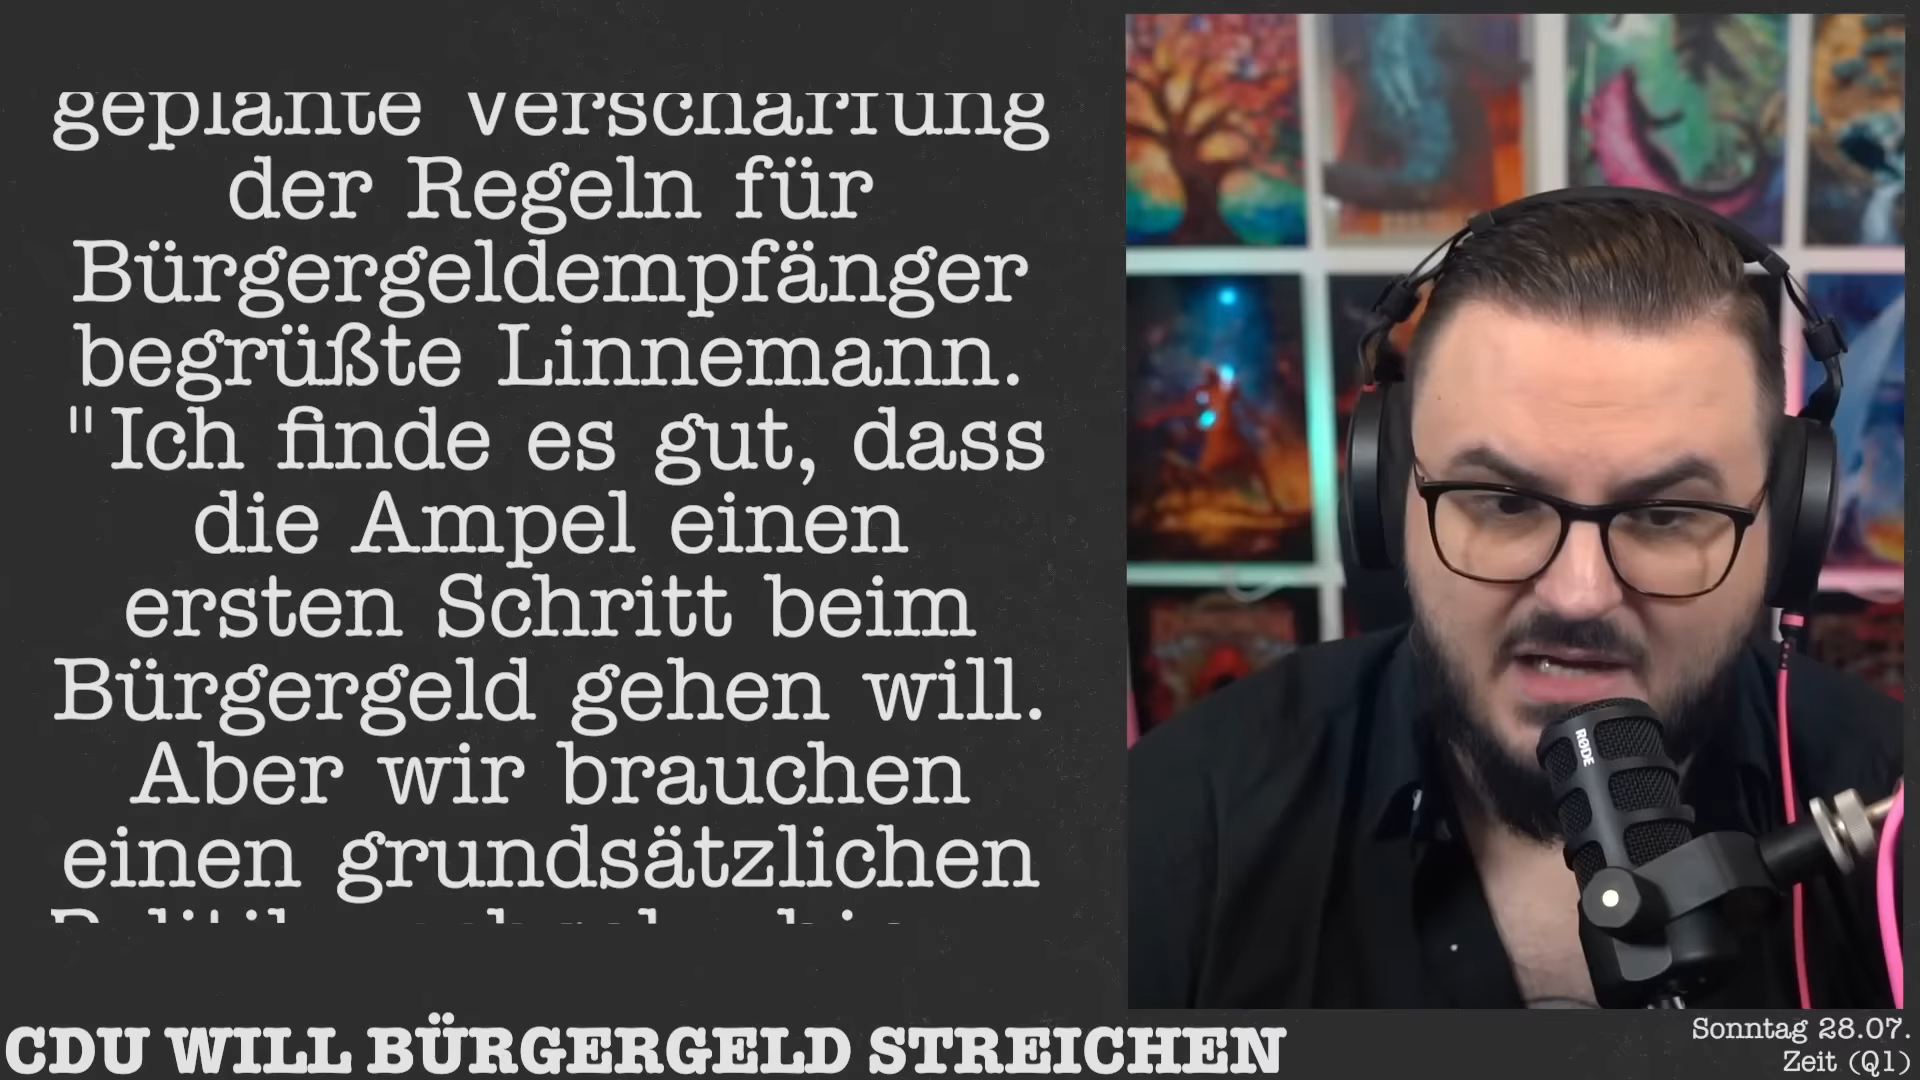 geplante Verschärfung
der Regeln für
Bürgergeldempfänger
begrüßte Linnemann.
"Ich finde es gut, dass
die Ampel einen
ersten Schritt beim
Bürgergeld gehen will.
Aber wir brauchen
einen grundsätzlichen
CDU WILL BÜRGERGELD STREICHEN
Sonntag 28.07.
Zeit (Q1)
RØDE